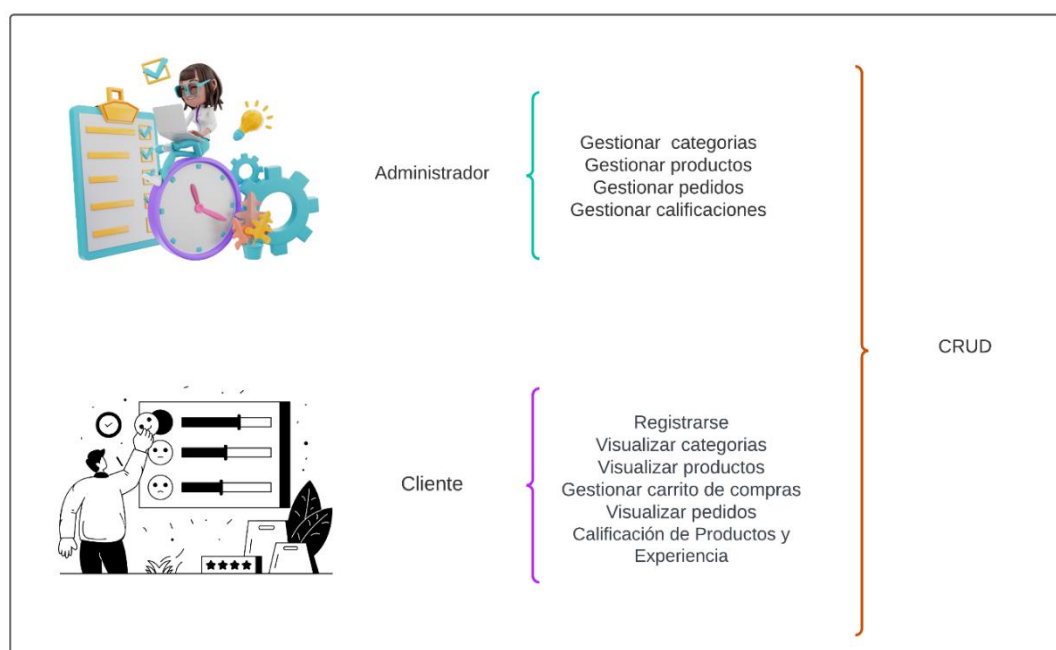 Administrador
Gestionar categorias
Gestionar productos
Gestionar pedidos
Gestionar calificaciones
CRUD
Cliente
Registrarse
Visualizar categorias
Visualizar productos
Gestionar carrito de compras
Visualizar pedidos
Calificación de Productos y
Experiencia